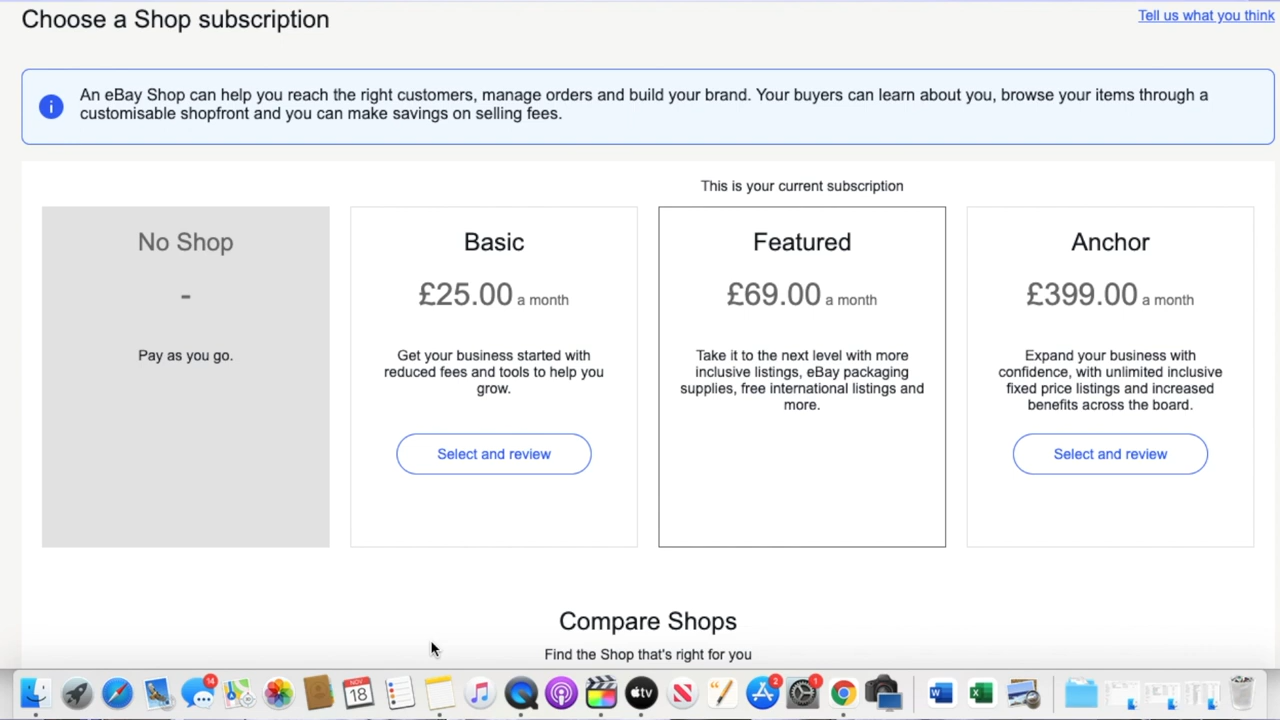 Choose a Shop subscription
Tell us what you think
An eBay Shop can help you reach the right customers, manage orders and build your brand. Your buyers can learn about you, browse your items through a
customisable shopfront and you can make savings on selling fees.
This is your current subscription
No Shop
-
Pay as you go.
Basic
£25.00 a month
Get your business started with
reduced fees and tools to help you
grow.
Select and review
Featured
£69.00 a month
Take it to the next level with more
inclusive listings, eBay packaging
supplies, free international listings and
more.
Anchor
£399.00 a month
Expand your business with
confidence, with unlimited inclusive
fixed price listings and increased
benefits across the board.
Select and review
Compare Shops
Find the Shop that's right for you
14
NOV
18
tv
2
1
W
X